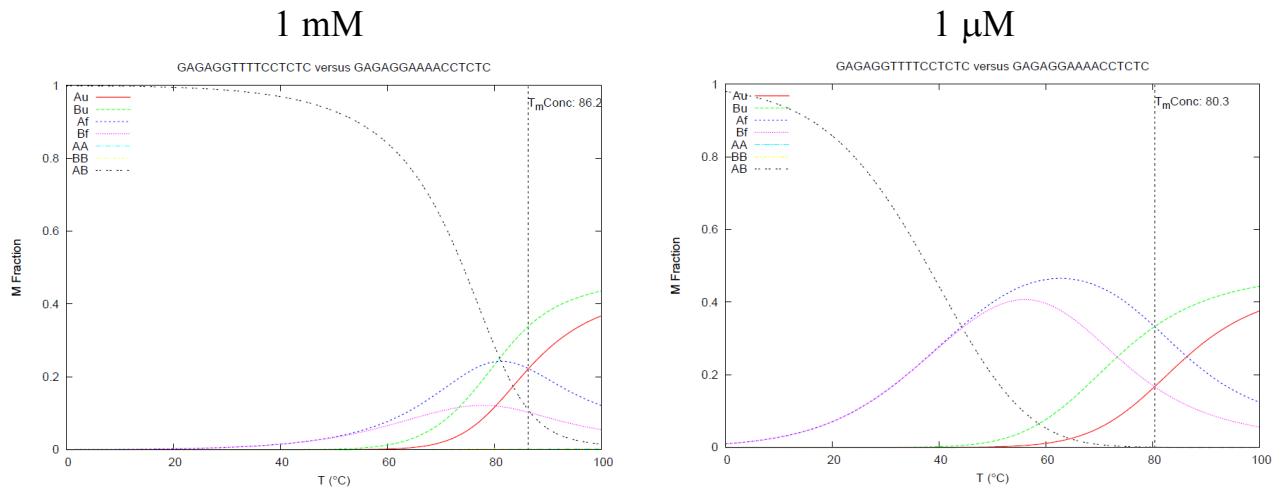 1 mM
GAGAGGTTTTCCTCTC versus GAGAGGAAAACCTCTC
1
0.8
0.6
0.4
0.2
0
M Fraction
Au
Bu
Af
Bf
AA
BB
AB
TmConc: 86.2
0 20 40 60 80 100
T (°C)
1 μM
GAGAGGTTTTCCTCTC versus GAGAGGAAAACCTCTC
1
0.8
0.6
0.4
0.2
0
M Fraction
Au
Bu
Af
Bf
AA
BB
AB
TmConc: 80.3
0 20 40 60 80 100
T (°C)